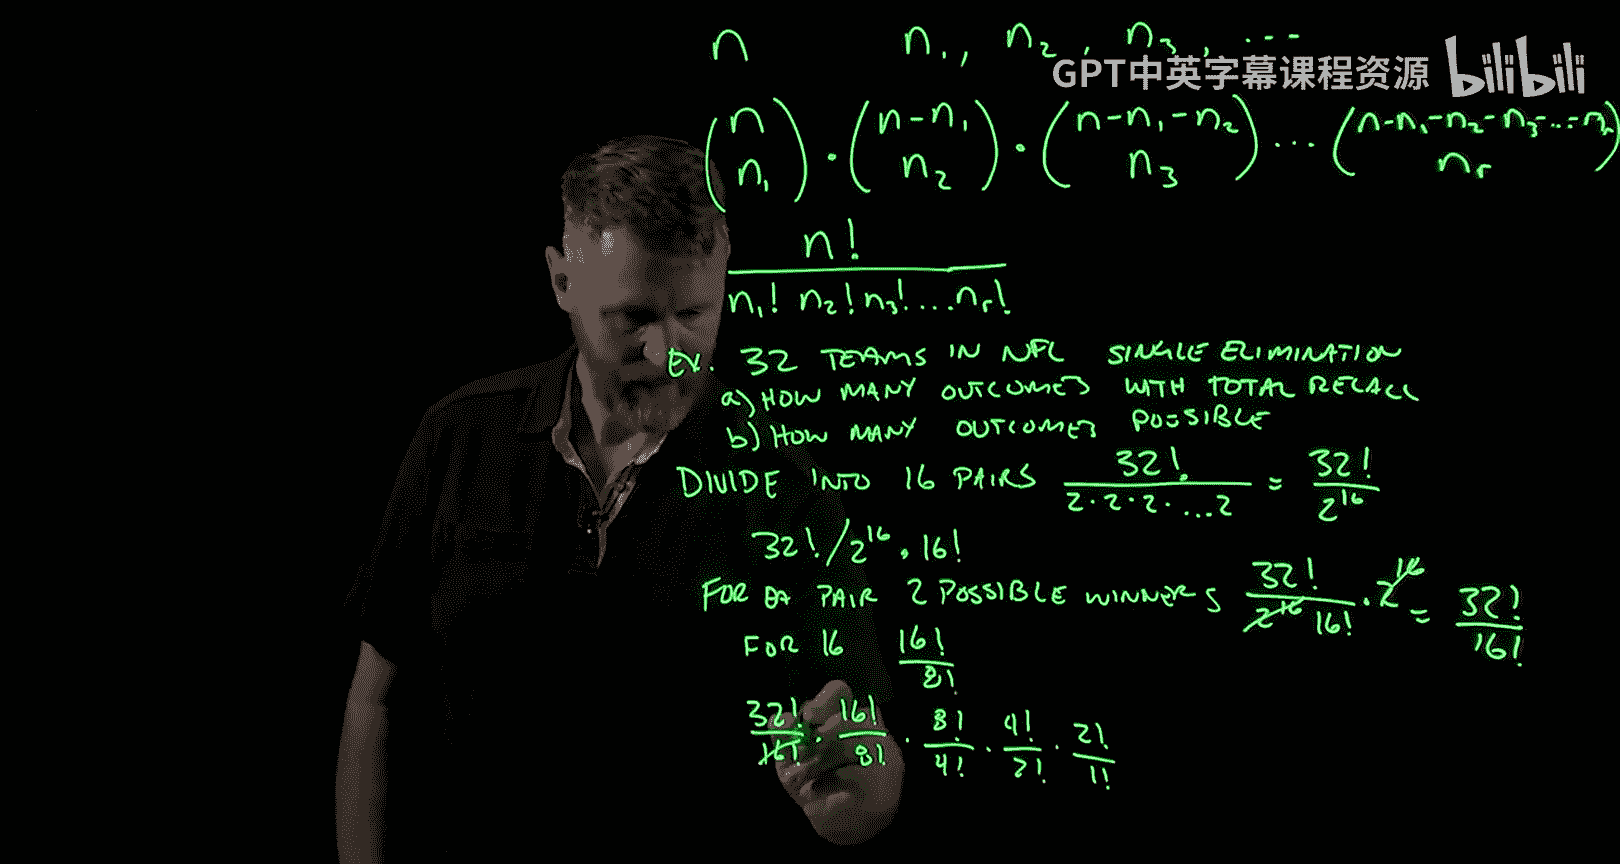 n n₁, n₂, n₃, ...
GPT中英字幕课程资源 bilibili
(n n₁) · (n-n₁ n₂) · (n-n₁-n₂ n₃) ... (n-n₁-n₂-n₃-...-nᵣ nᵣ)
n!
n₁! n₂! n₃! ... nᵣ!
EX. 32 TEAMS IN NFL SINGLE ELIMINATION
a) HOW MANY OUTCOMES WITH TOTAL RECALL
b) HOW MANY OUTCOMES POSSIBLE
DIVIDE INTO 16 PAIRS 32! / 2·2·2·...2 = 32! / 2¹⁶
32!/2¹⁶ · 16!
FOR PAIR 2 POSSIBLE WINNERS 32! / 2¹⁶ 16! · 2¹⁶ = 32! / 16!
FOR 16 16! / 8!
32! / 16! · 16! / 8! · 8! / 4! · 4! / 2! · 2! / 1!